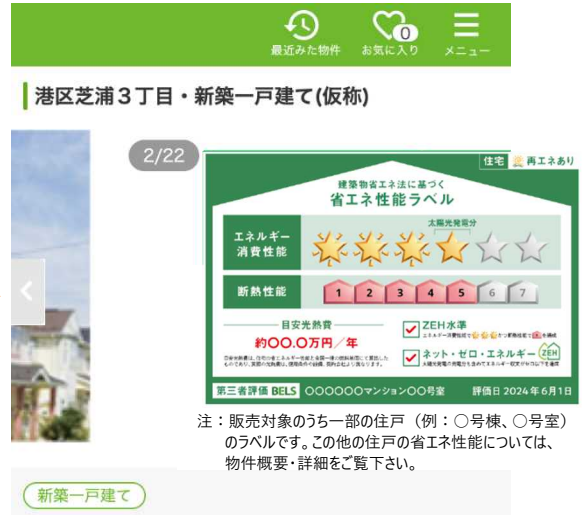 最近みた物件
0
お気に入り
メニュー
港区芝浦３丁目・新築一戸建て(仮称)
2/22
住宅 再エネあり
建築物省エネ法に基づく
省エネ性能ラベル
太陽光発電分
エネルギー
消費性能
断熱性能
1 2 3 4 5 6 7
目安光熱費
約〇〇.〇万円／年
ZEH水準
ネット・ゼロ・エネルギー ZEH
第三者評価 BELS 〇〇〇〇〇〇マンション〇〇号室 評価日 2024年6月1日
注：販売対象のうち一部の住戸（例：〇号棟、〇号室）
のラベルです。この他の住戸の省エネ性能については、
物件概要・詳細をご覧下さい。
新築一戸建て